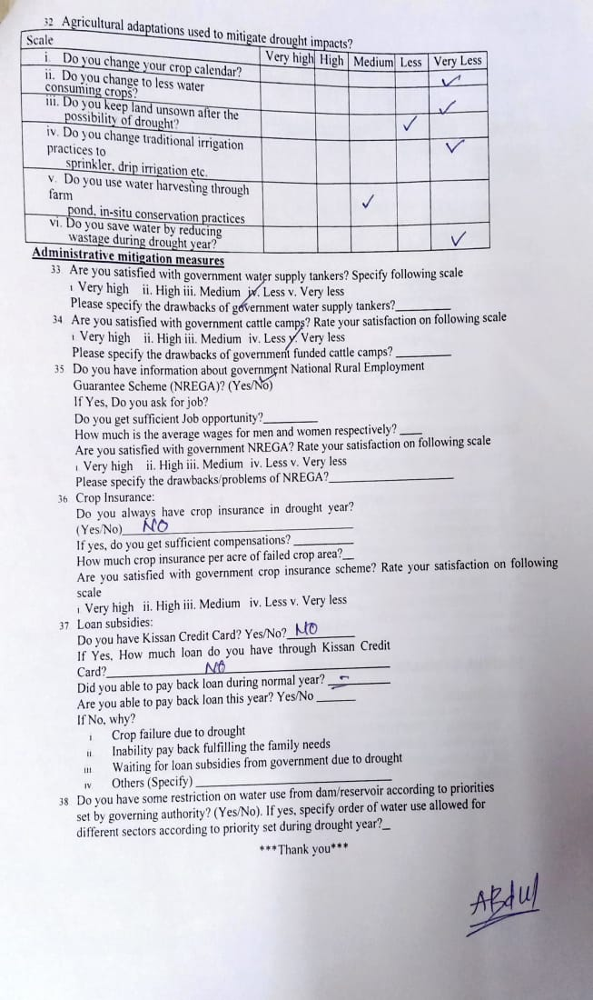 32 Agricultural adaptations used to mitigate drought impacts?
Scale Very high High Medium Less Very Less
i. Do you change your crop calendar? ✓
ii. Do you change to less water
consuming crops? ✓
iii. Do you keep land unsown after the
possibility of drought? ✓
iv. Do you change traditional irrigation ✓
practices to
sprinkler, drip irrigation etc.
v. Do you use water harvesting through
farm ✓
pond, in-situ conservation practices
vi. Do you save water by reducing
wastage during drought year? ✓
Administrative mitigation measures
33 Are you satisfied with government water supply tankers? Specify following scale
i Very high ii. High iii. Medium iv. Less v. Very less
Please specify the drawbacks of government water supply tankers?________
34 Are you satisfied with government cattle camps? Rate your satisfaction on following scale
i Very high ii. High iii. Medium iv. Less v. Very less
Please specify the drawbacks of government funded cattle camps? ________
35 Do you have information about government National Rural Employment
Guarantee Scheme (NREGA)? (Yes/No)
If Yes, Do you ask for job?
Do you get sufficient Job opportunity?________
How much is the average wages for men and women respectively? ____
Are you satisfied with government NREGA? Rate your satisfaction on following scale
i Very high ii. High iii. Medium iv. Less v. Very less
Please specify the drawbacks/problems of NREGA?________
36 Crop Insurance:
Do you always have crop insurance in drought year?
(Yes/No) NO
If yes, do you get sufficient compensations? ________
How much crop insurance per acre of failed crop area?__
Are you satisfied with government crop insurance scheme? Rate your satisfaction on following
scale
i Very high ii. High iii. Medium iv. Less v. Very less
37 Loan subsidies:
Do you have Kissan Credit Card? Yes/No? NO
If Yes, How much loan do you have through Kissan Credit
Card? NO
Did you able to pay back loan during normal year? ________
Are you able to pay back loan this year? Yes/No ______
If No, why?
i Crop failure due to drought
ii Inability pay back fulfilling the family needs
iii Waiting for loan subsidies from government due to drought
iv Others (Specify) ________
38 Do you have some restriction on water use from dam/reservoir according to priorities
set by governing authority? (Yes/No). If yes, specify order of water use allowed for
different sectors according to priority set during drought year?_
***Thank you***
ABdul